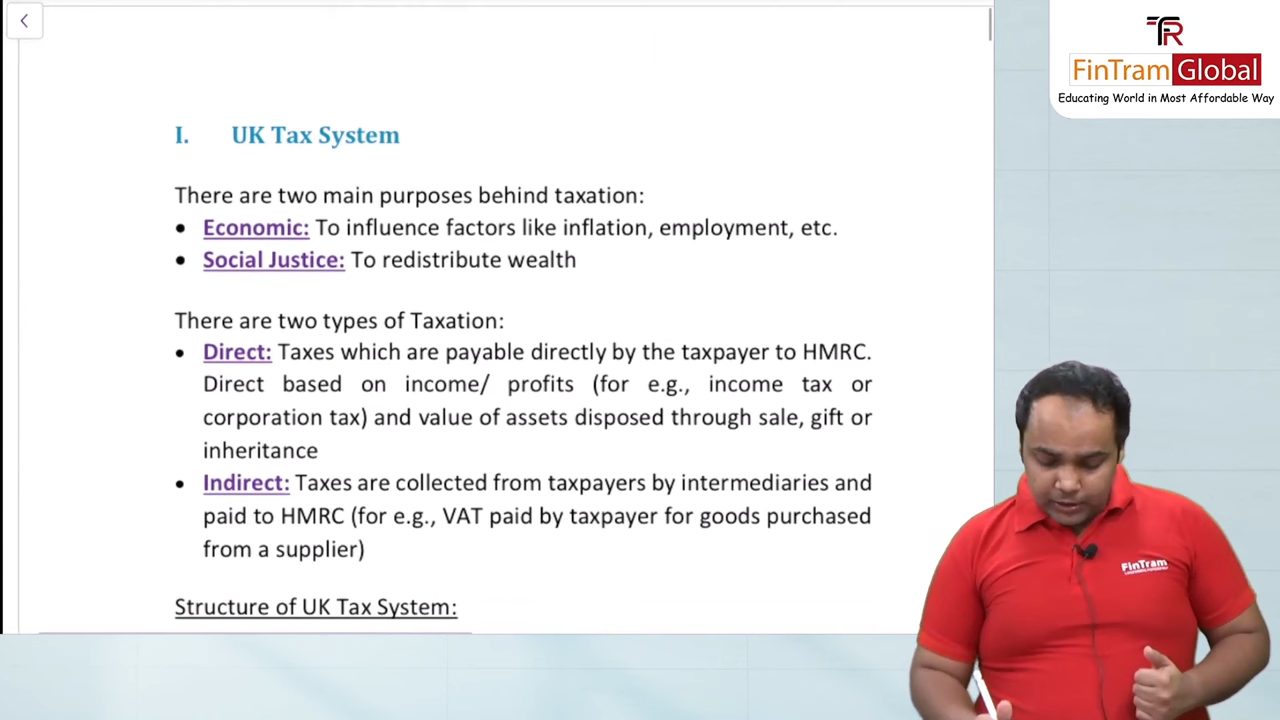 I. UK Tax System
There are two main purposes behind taxation:
• Economic: To influence factors like inflation, employment, etc.
• Social Justice: To redistribute wealth
There are two types of Taxation:
• Direct: Taxes which are payable directly by the taxpayer to HMRC.
Direct based on income/ profits (for e.g., income tax or
corporation tax) and value of assets disposed through sale, gift or
inheritance
• Indirect: Taxes are collected from taxpayers by intermediaries and
paid to HMRC (for e.g., VAT paid by taxpayer for goods purchased
from a supplier)
Structure of UK Tax System:
TR
FinTram Global
Educating World in Most Affordable Way
FinTram